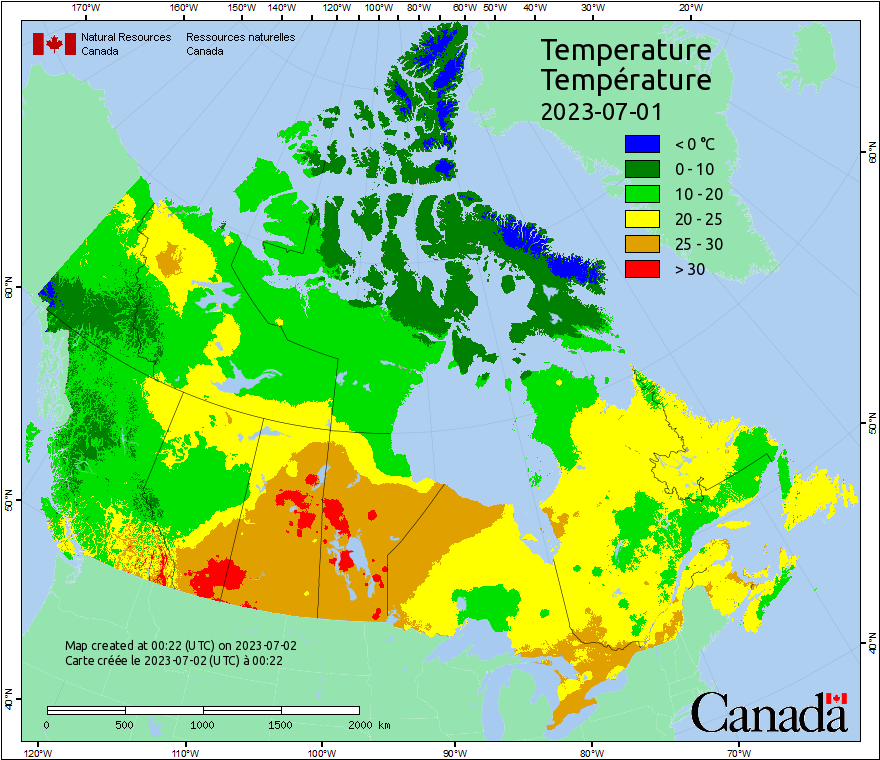 170°W 160°W 150°W 140°W 120°W 100°W 80°W 60°W 50°W 40°W 30°W 20°W
Natural Resources Ressources naturelles
Canada Canada
Temperature
Température
2023-07-01
< 0 °C
0 - 10
10 - 20
20 - 25
25 - 30
> 30
60°N
60°N
50°N
50°N
40°N
40°N
Map created at 00:22 (UTC) on 2023-07-02
Carte créée le 2023-07-02 (UTC) à 00:22
0 500 1000 1500 2000 km
Canada
120°W 110°W 100°W 90°W 80°W 70°W